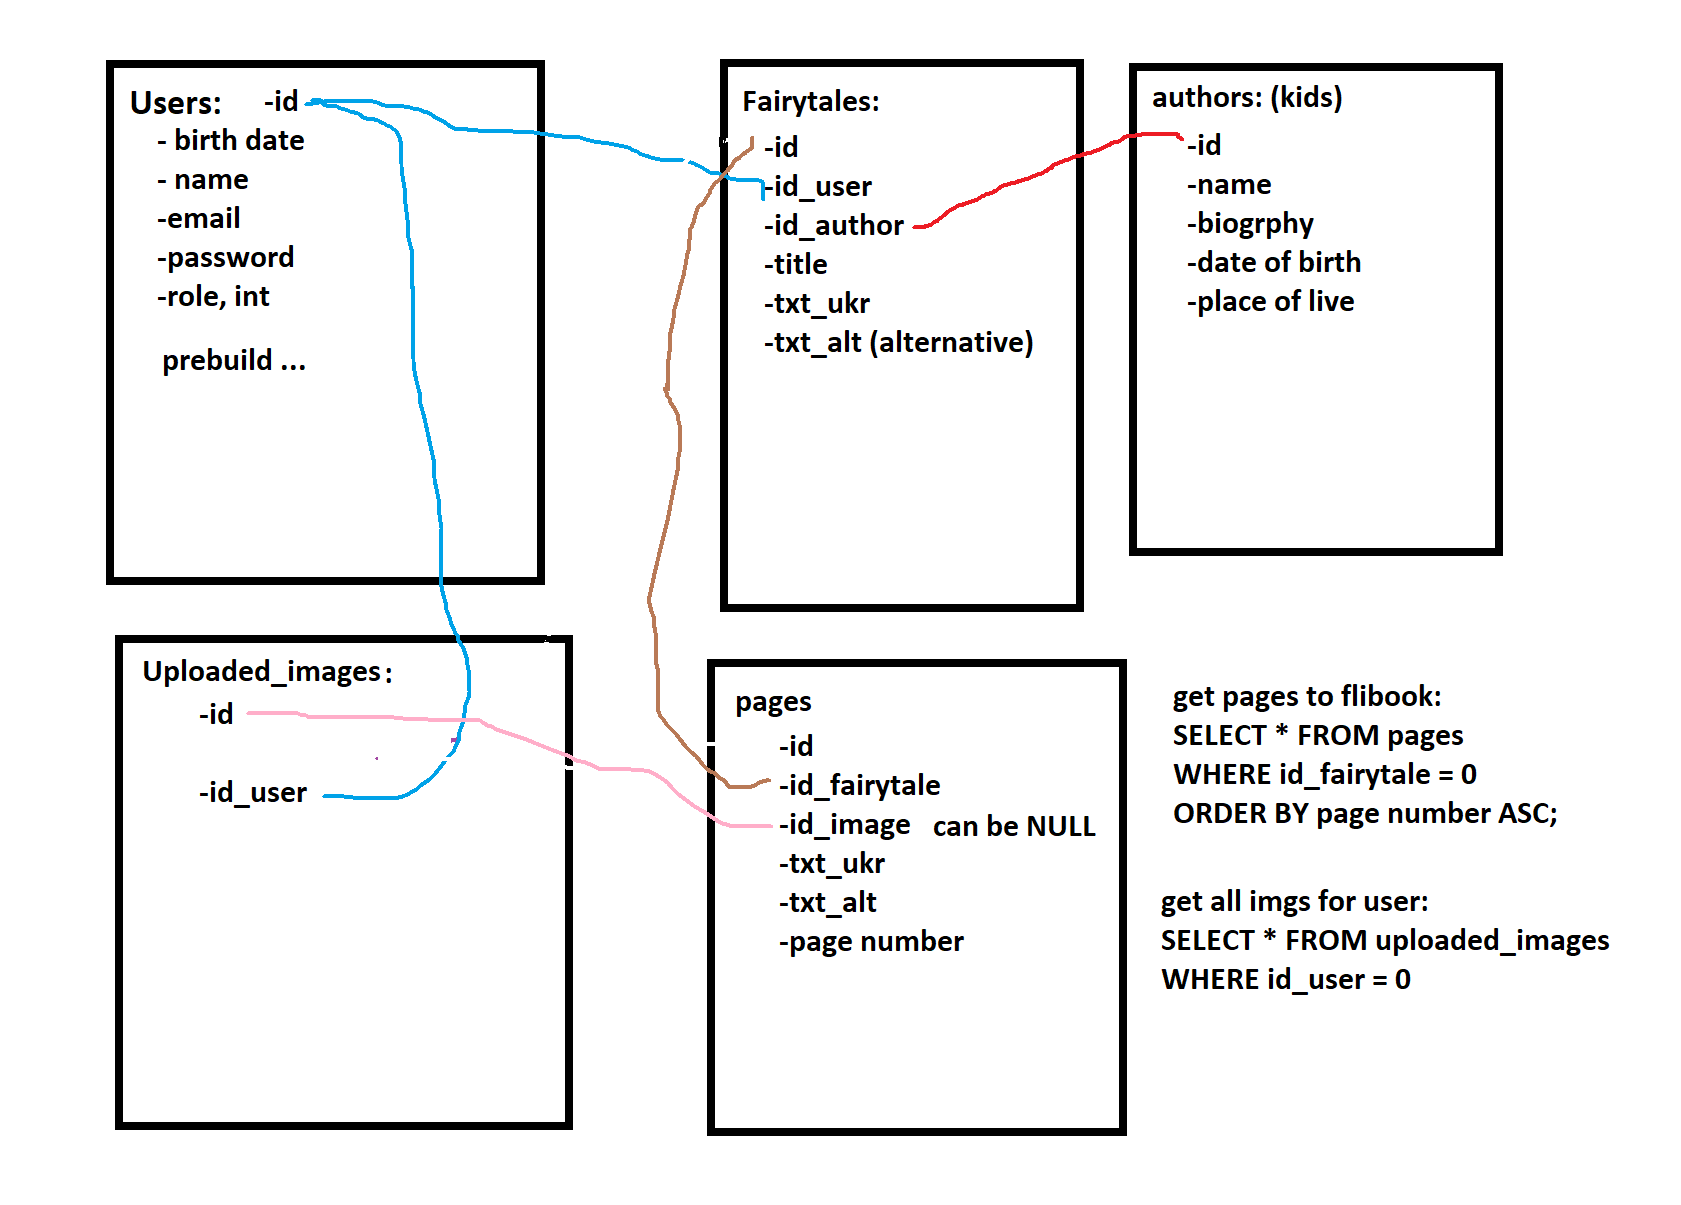 Users: -id
- birth date
- name
-email
-password
-role, int
prebuild ...
Fairytales:
-id
-id_user
-id_author
-title
-txt_ukr
-txt_alt (alternative)
authors: (kids)
-id
-name
-biogrphy
-date of birth
-place of live
Uploaded_images:
-id
-id_user
pages
-id
-id_fairytale
-id_image can be NULL
-txt_ukr
-txt_alt
-page number
get pages to flibook:
SELECT * FROM pages
WHERE id_fairytale = 0
ORDER BY page number ASC;
get all imgs for user:
SELECT * FROM uploaded_images
WHERE id_user = 0